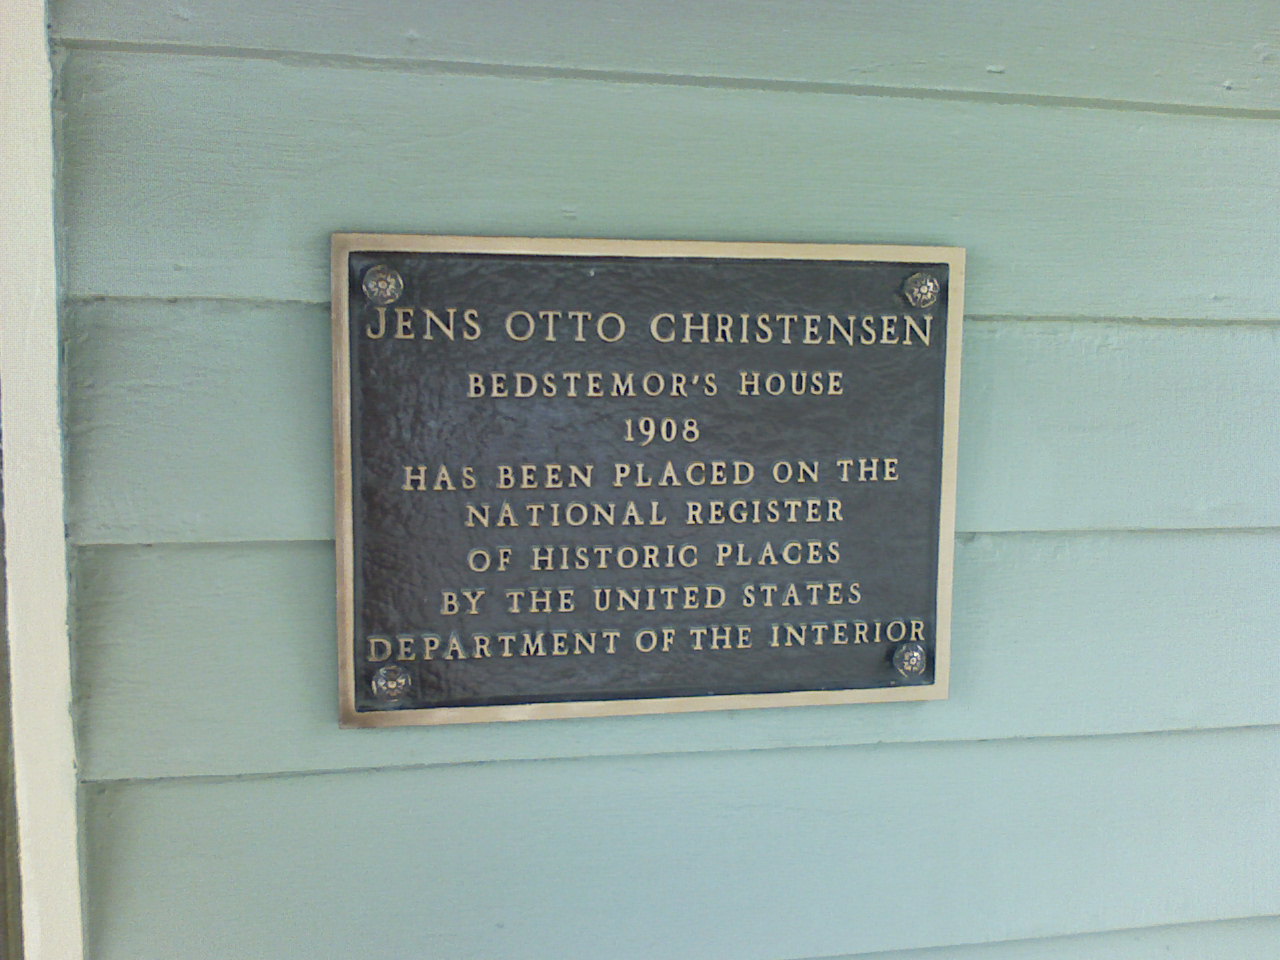 JENS OTTO CHRISTENSEN
BEDSTEMOR'S HOUSE
1908
HAS BEEN PLACED ON THE
NATIONAL REGISTER
OF HISTORIC PLACES
BY THE UNITED STATES
DEPARTMENT OF THE INTERIOR